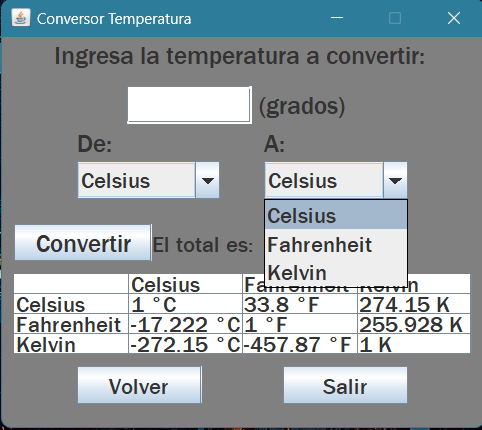 Conversor Temperatura
Ingresa la temperatura a convertir:
(grados)
De: A:
Celsius Celsius
Celsius
Fahrenheit
Kelvin
Convertir El total es:
Celsius Fahrenheit Kelvin
Celsius 1 °C 33.8 °F 274.15 K
Fahrenheit -17.222 °C 1 °F 255.928 K
Kelvin -272.15 °C -457.87 °F 1 K
Volver Salir